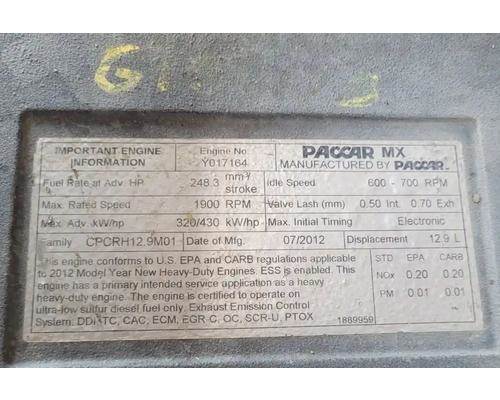 IMPORTANT ENGINE INFORMATION
Engine No. Y017164
PACCAR MX
MANUFACTURED BY PACCAR
Fuel Rate at Adv. HP 248.3 mm³/stroke Idle Speed 600 - 700 RPM
Max. Rated Speed 1900 RPM Valve Lash (mm) 0.50 Int. 0.70 Exh
Max. Adv kW/hp 320/430 kW/hp Max. Initial Timing Electronic
Family CPCRH12.9M01 Date of Mfg. 07/2012 Displacement 12.9 L
This engine conforms to U.S. EPA and CARB regulations applicable
to 2012 Model Year New Heavy-Duty Engines. ESS is enabled. This
engine has a primary intended service application as a heavy
heavy-duty engine. The engine is certified to operate on
ultra-low sulfur diesel fuel only. Exhaust Emission Control
System: DDI-TC, CAC, ECM, EGR-C, OC, SCR-U, PTOX
STD EPA CARB
NOx 0.20 0.20
PM 0.01 0.01
1889959